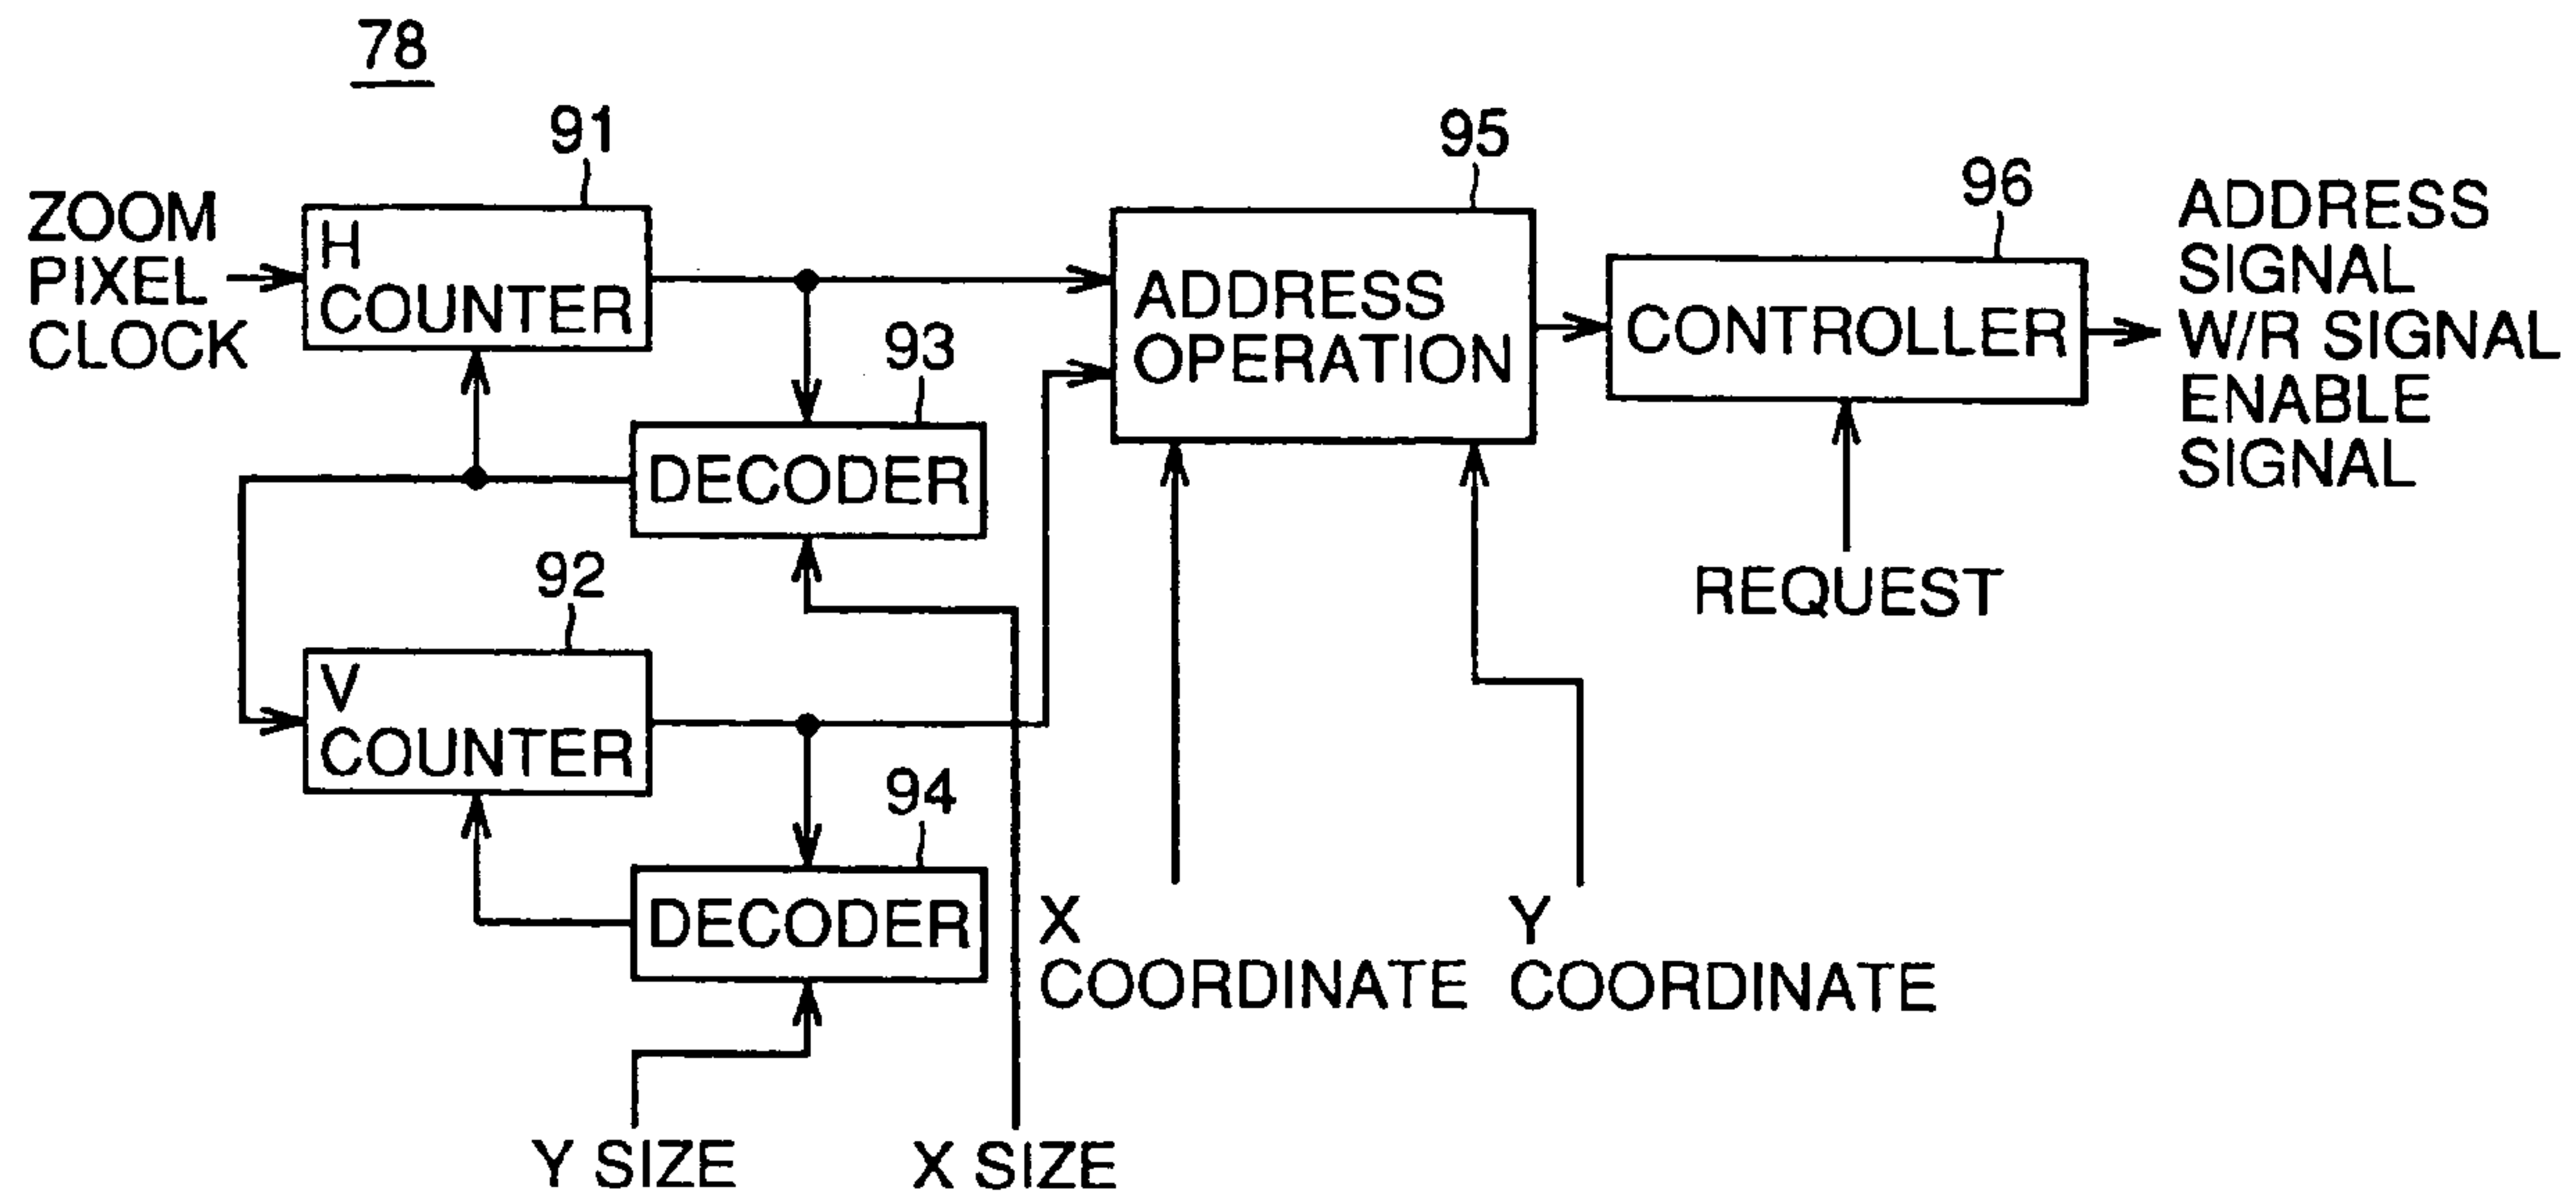 78
91
95
96
ZOOM
PIXEL
CLOCK
H
COUNTER
ADDRESS
OPERATION
CONTROLLER
ADDRESS
SIGNAL
W/R SIGNAL
ENABLE
SIGNAL
93
DECODER
REQUEST
92
V
COUNTER
94
DECODER
X
COORDINATE
Y
COORDINATE
Y SIZE
X SIZE